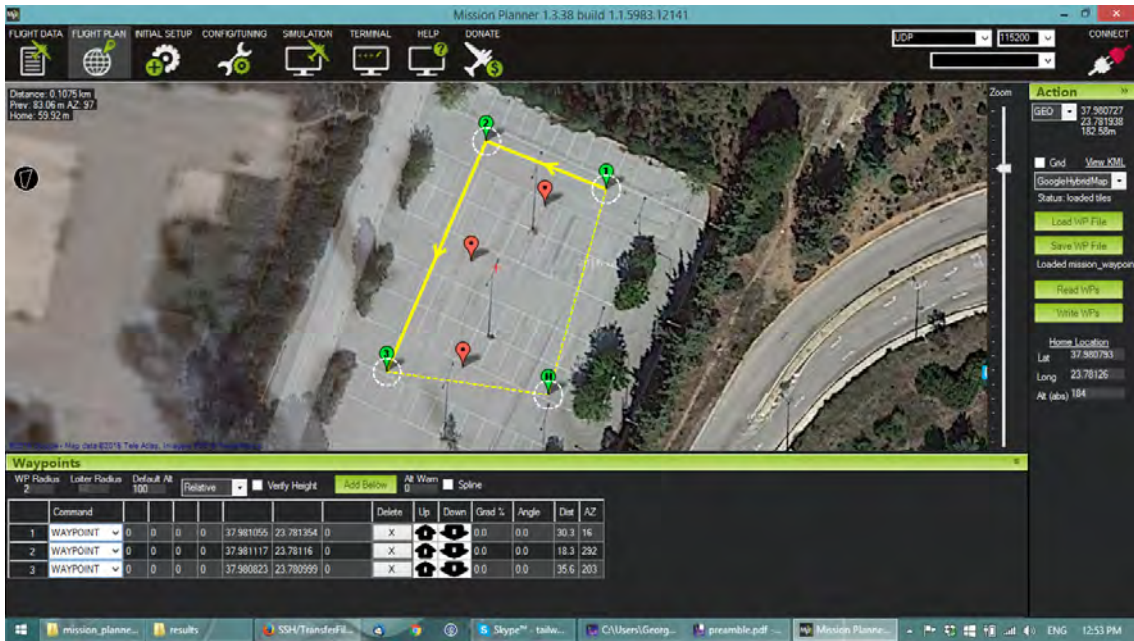 Mission Planner 1.3.38 build 1.1.5983.12141
FLIGHT DATA FLIGHT PLAN INITIAL SETUP CONFIG/TUNING SIMULATION TERMINAL HELP DONATE
UDP 115200 CONNECT
Distance: 0.1075 km
Prev: 83.06 m AZ: 97
Home: 59.92 m
2
1
3
H
Zoom
Action
GEO 37.980727
23.781938
182.58m
Grid View KML
GoogleHybridMap
Status: loaded tiles
Load WP File
Save WP File
Loaded mission_waypoin
Read WPs
Write WPs
Home Location
Lat 37.980793
Long 23.78126
Alt (abs) 184
Waypoints
WP Radius Loiter Radius Default Alt Alt Warn
2 100 Relative Verify Height Add Below 0 Spline
Command Delete Up Down Grad % Angle Dist AZ
1 WAYPOINT 0 0 0 0 37.981055 23.781354 0 X 0.0 0.0 30.3 16
2 WAYPOINT 0 0 0 0 37.981117 23.78116 0 X 0.0 0.0 18.3 292
3 WAYPOINT 0 0 0 0 37.980823 23.780999 0 X 0.0 0.0 35.6 203
mission_planne... results SSH/TransferFil... Skype™ - tailw... C:\Users\Georg... preamble.pdf - ... Mission Planne... ENG 12:53 PM